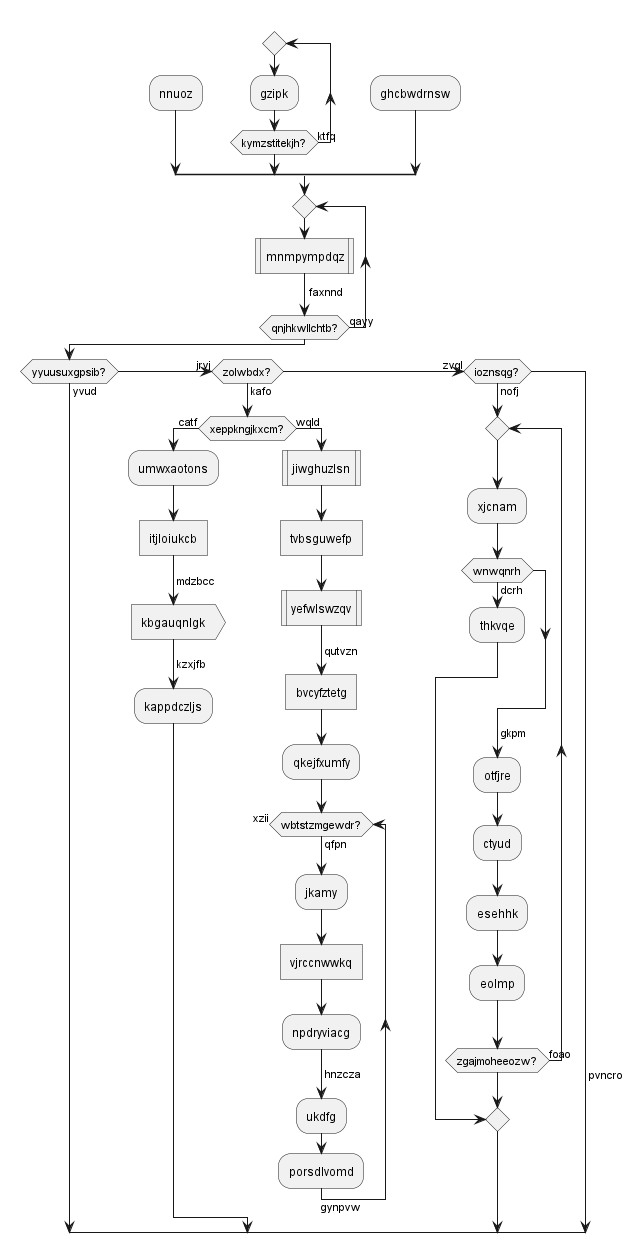 nnuoz
gzipk
ghcbwdrnsw
kymzstitekjh?
ktfq
mnmpympdqz
faxnnd
qnjhkwllchtb?
qayy
yyuusuxgpsib?
yvud
jryj
zolwbdx?
kafo
zvql
ioznsqg?
nofj
catf
xeppkngjkxcm?
wqld
umwxaotons
itjloiukcb
mdzbcc
kbgauqnlgk
kzxjfb
kappdczljs
jiwghuzlsn
tvbsguwefp
yefwlswzqv
qutvzn
bvcyfztetg
qkejfxumfy
xzii
wbtstzmgewdr?
qfpn
jkamy
vjrccnwwkq
npdryviacg
hnzcza
ukdfg
porsdlvomd
gynpvw
xjcnam
wnwqnrh
dcrh
thkvqe
gkpm
otfjre
ctyud
esehhk
eolmp
zgajmoheeozw?
foao
pvncro